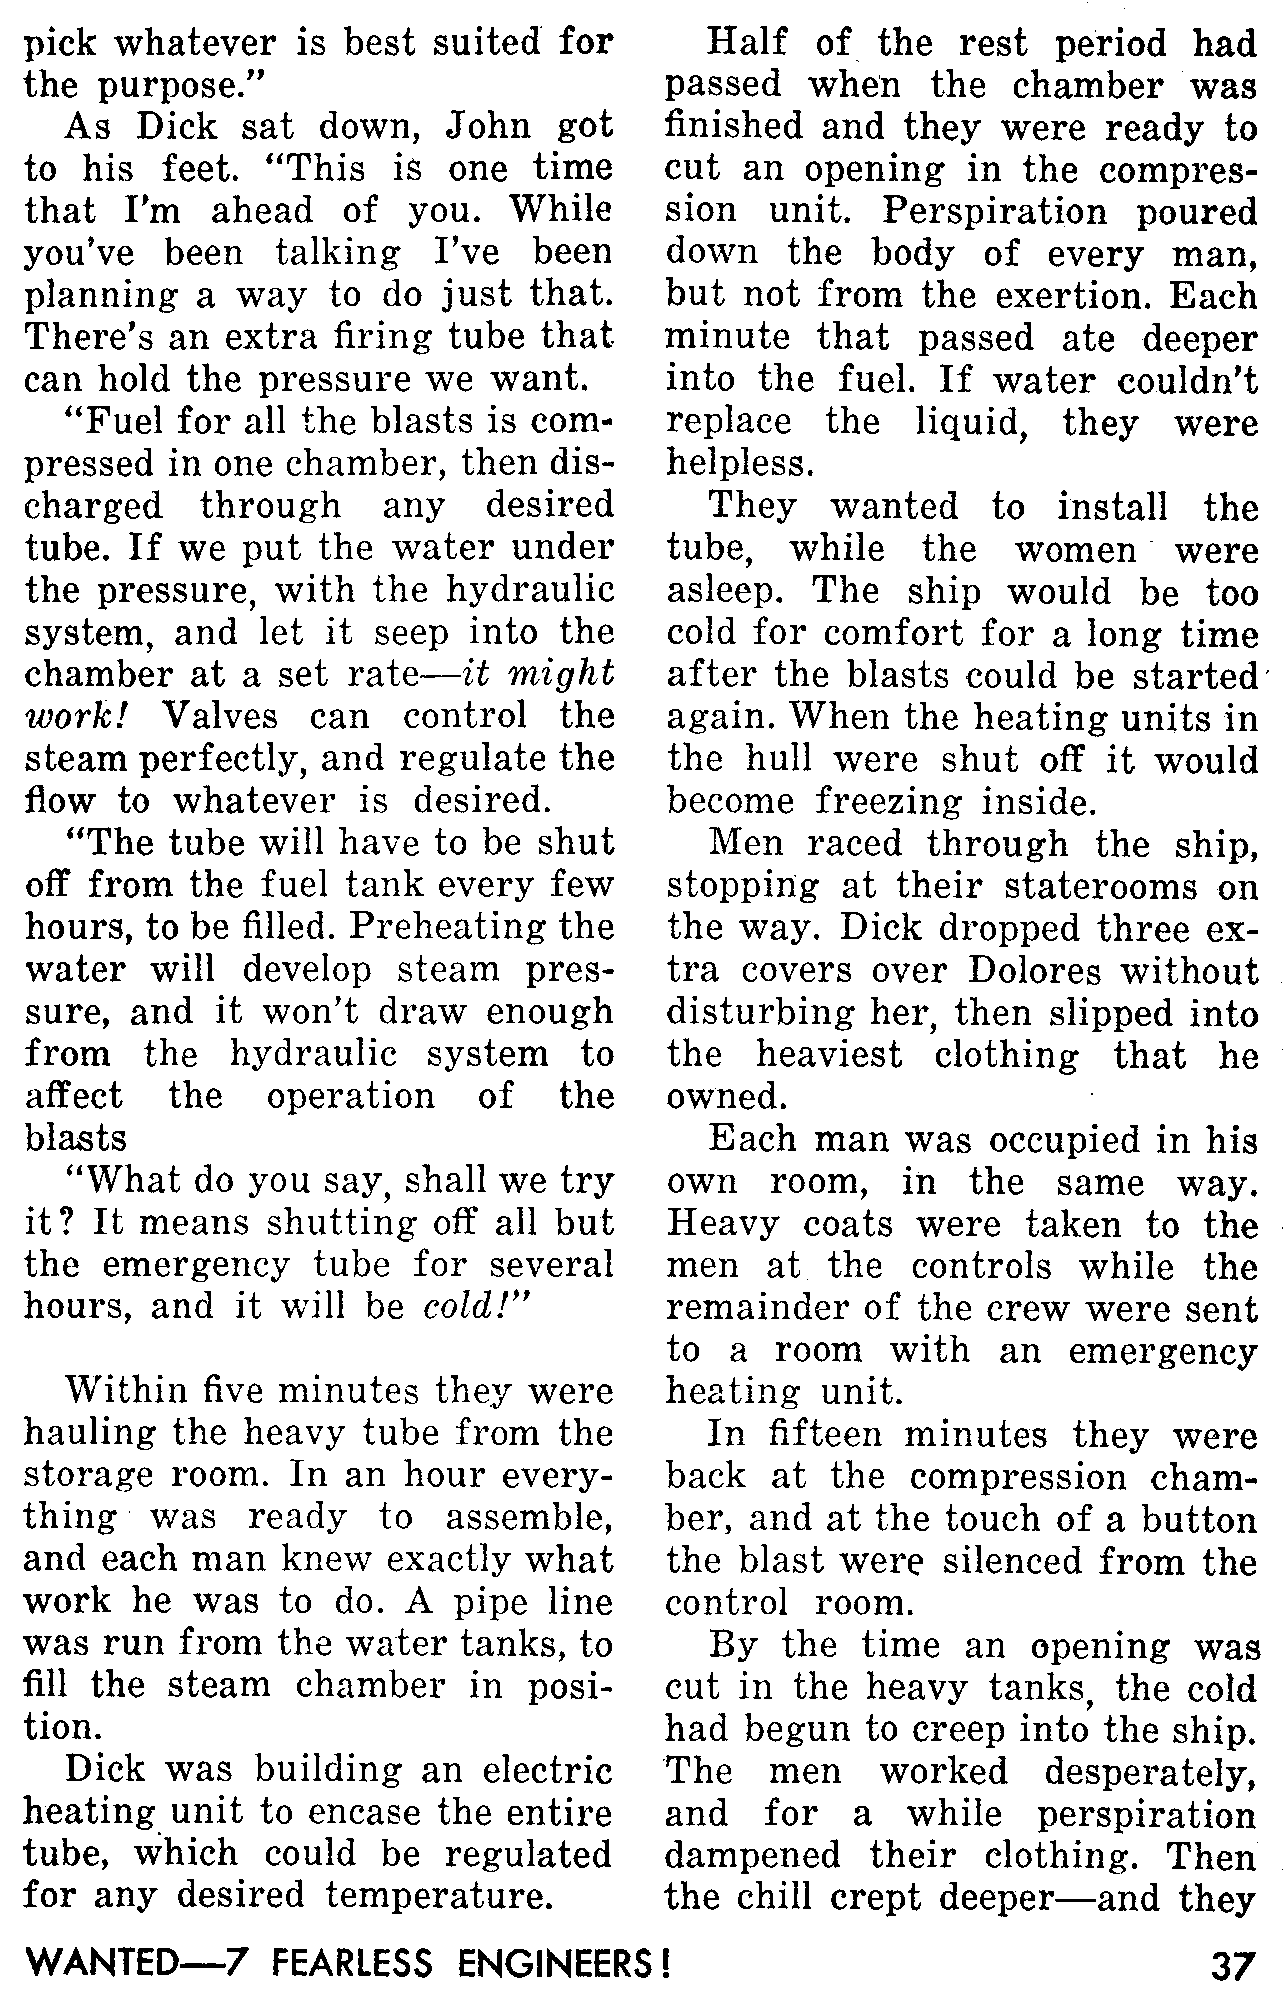 pick whatever is best suited for
the purpose."
As Dick sat down, John got
to his feet. "This is one time
that I'm ahead of you. While
you've been talking I've been
planning a way to do just that.
There's an extra firing tube that
can hold the pressure we want.
"Fuel for all the blasts is com-
pressed in one chamber, then dis-
charged through any desired
tube. If we put the water under
the pressure, with the hydraulic
system, and let it seep into the
chamber at a set rate—it might
work! Valves can control the
steam perfectly, and regulate the
flow to whatever is desired.
"The tube will have to be shut
off from the fuel tank every few
hours, to be filled. Preheating the
water will develop steam pres-
sure, and it won't draw enough
from the hydraulic system to
affect the operation of the
blasts
"What do you say, shall we try
it? It means shutting off all but
the emergency tube for several
hours, and it will be cold!"
Within five minutes they were
hauling the heavy tube from the
storage room. In an hour every-
thing was ready to assemble,
and each man knew exactly what
work he was to do. A pipe line
was run from the water tanks, to
fill the steam chamber in posi-
tion.
Dick was building an electric
heating unit to encase the entire
tube, which could be regulated
for any desired temperature.
Half of the rest period had
passed when the chamber was
finished and they were ready to
cut an opening in the compres-
sion unit. Perspiration poured
down the body of every man,
but not from the exertion. Each
minute that passed ate deeper
into the fuel. If water couldn't
replace the liquid, they were
helpless.
They wanted to install the
tube, while the women were
asleep. The ship would be too
cold for comfort for a long time
after the blasts could be started
again. When the heating units in
the hull were shut off it would
become freezing inside.
Men raced through the ship,
stopping at their staterooms on
the way. Dick dropped three ex-
tra covers over Dolores without
disturbing her, then slipped into
the heaviest clothing that he
owned.
Each man was occupied in his
own room, in the same way.
Heavy coats were taken to the
men at the controls while the
remainder of the crew were sent
to a room with an emergency
heating unit.
In fifteen minutes they were
back at the compression cham-
ber, and at the touch of a button
the blast were silenced from the
control room.
By the time an opening was
cut in the heavy tanks, the cold
had begun to creep into the ship.
The men worked desperately,
and for a while perspiration
dampened their clothing. Then
the chill crept deeper—and they
WANTED—7 FEARLESS ENGINEERS! 37